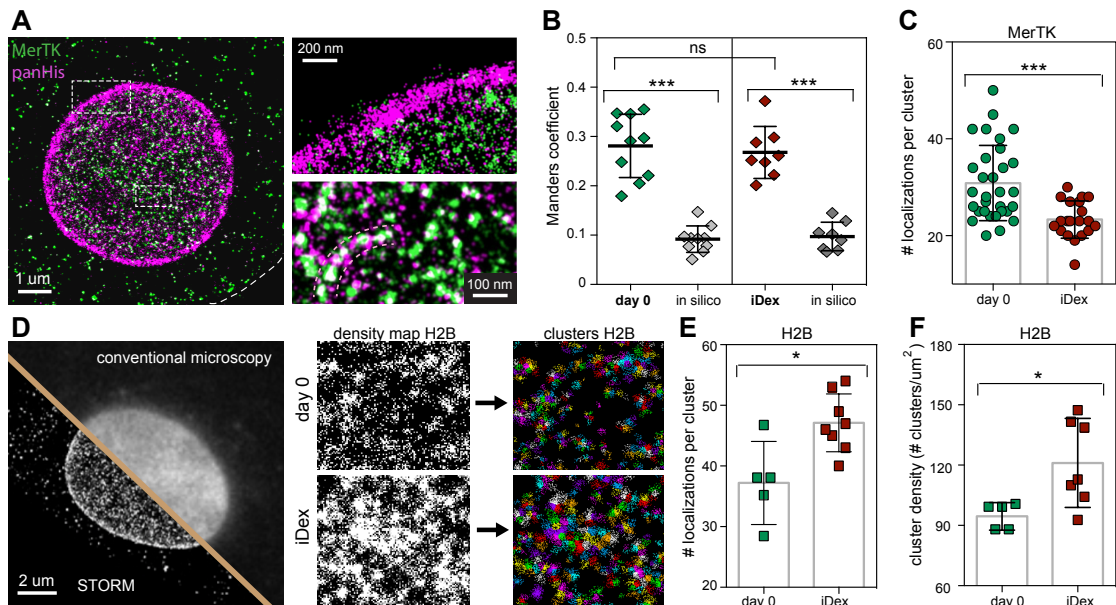 A
MerTK
panHis
1 um
200 nm
100 nm
B
Manders coefficient
0.5
0.4
0.3
0.2
0.1
0
ns
***
***
day 0
in silico
iDex
in silico
C
MerTK
# localizations per cluster
60
40
20
***
day 0
iDex
D
conventional microscopy
STORM
2 um
density map H2B
clusters H2B
day 0
iDex
E
H2B
# localizations per cluster
60
50
40
30
20
*
day 0
iDex
F
H2B
cluster density (# clusters/um²)
180
150
120
90
60
*
day 0
iDex